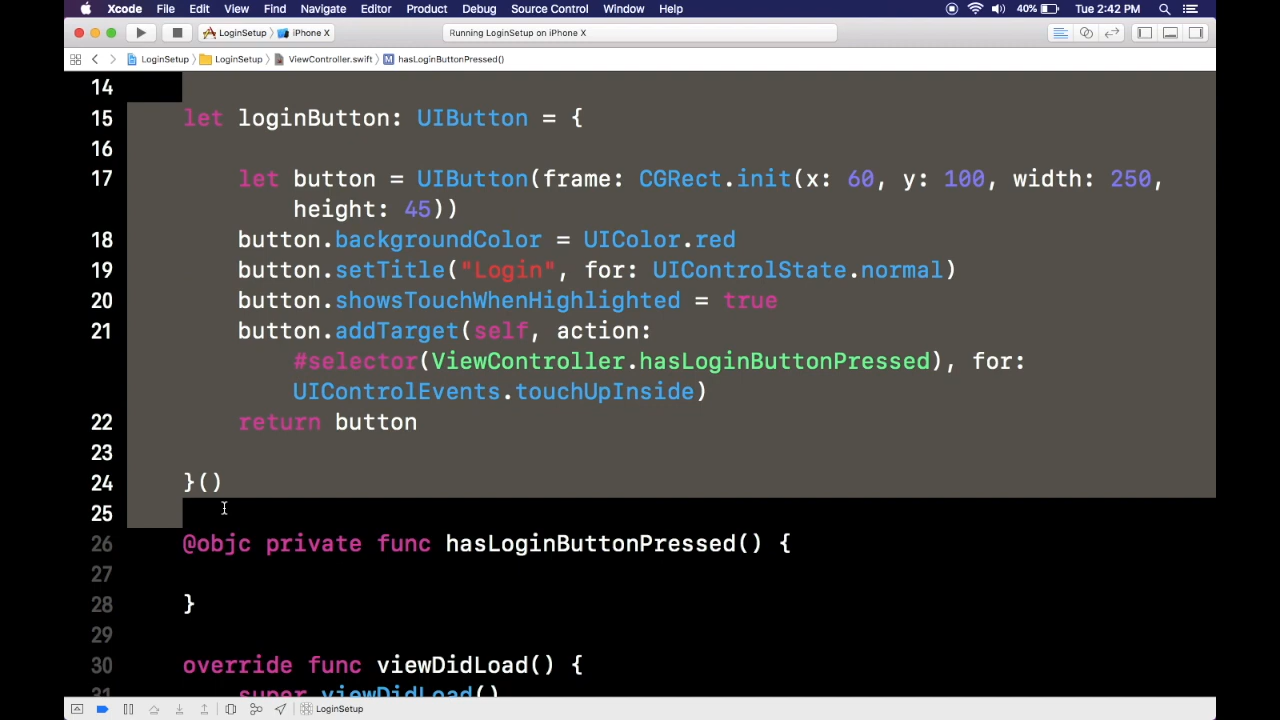 Xcode File Edit View Find Navigate Editor Product Debug Source Control Window Help 40% Tue 2:42 PM
LoginSetup iPhone X Running LoginSetup on iPhone X
LoginSetup LoginSetup ViewController.swift M hasLoginButtonPressed()
14
15 let loginButton: UIButton = {
16
17 let button = UIButton(frame: CGRect.init(x: 60, y: 100, width: 250,
height: 45))
18 button.backgroundColor = UIColor.red
19 button.setTitle("Login", for: UIControlState.normal)
20 button.showsTouchWhenHighlighted = true
21 button.addTarget(self, action:
#selector(ViewController.hasLoginButtonPressed), for:
UIControlEvents.touchUpInside)
22 return button
23
24 }()
25
26 @objc private func hasLoginButtonPressed() {
27
28 }
29
30 override func viewDidLoad() {
31 super.viewDidLoad()
LoginSetup